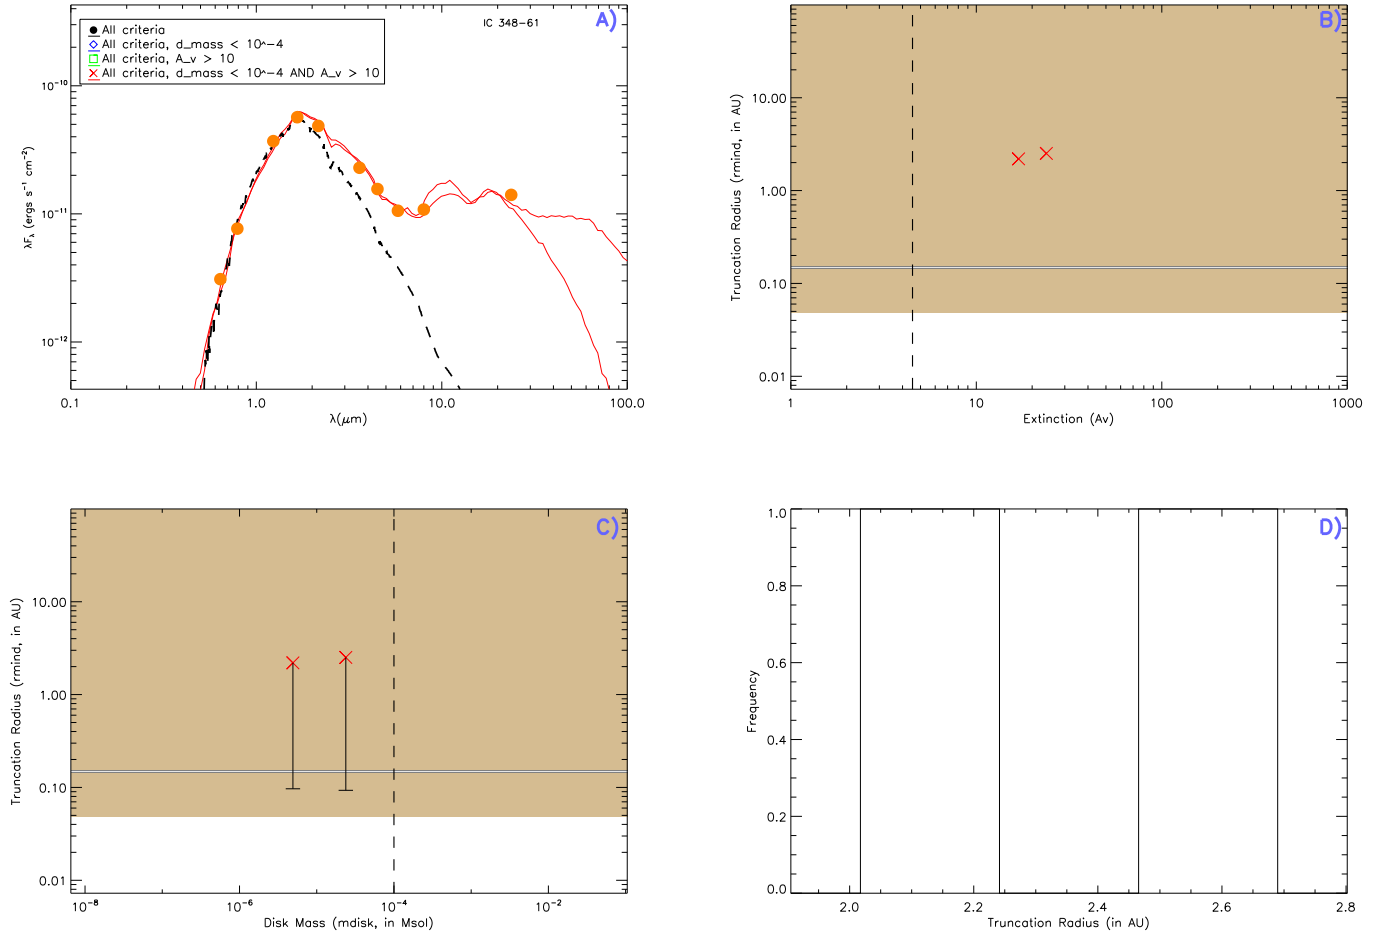 IC 348-61
A)
All criteria
All criteria, d_mass < 10^-4
All criteria, A_v > 10
All criteria, d_mass < 10^-4 AND A_v > 10
10⁻¹⁰
10⁻¹¹
10⁻¹²
λFλ (ergs s⁻¹ cm⁻²)
0.1 1.0 10.0 100.0
λ(μm)
B)
10.00
1.00
0.10
0.01
Truncation Radius (rmind, in AU)
1 10 100 1000
Extinction (Av)
C)
10.00
1.00
0.10
0.01
Truncation Radius (rmind, in AU)
10⁻⁸ 10⁻⁶ 10⁻⁴ 10⁻²
Disk Mass (mdisk, in Msol)
D)
1.0
0.8
0.6
0.4
0.2
0.0
Frequency
2.0 2.2 2.4 2.6 2.8
Truncation Radius (in AU)